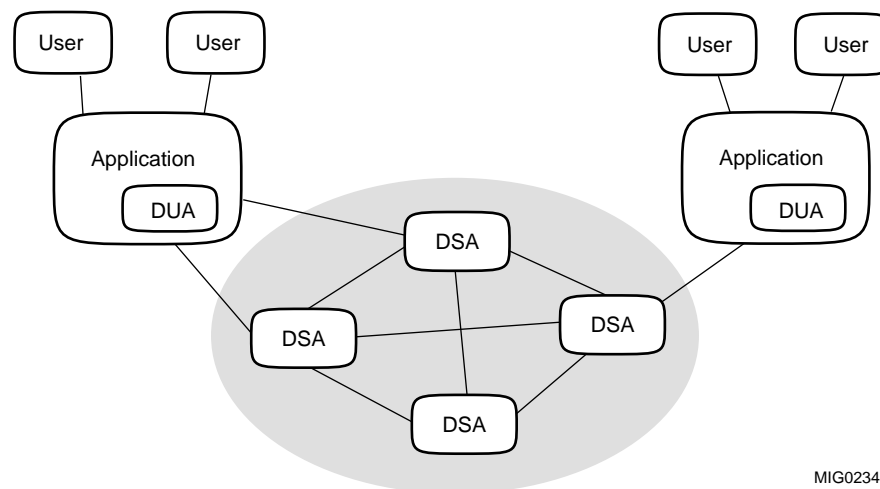 User
User
User
User
Application
DUA
Application
DUA
DSA
DSA
DSA
DSA
MIG0234